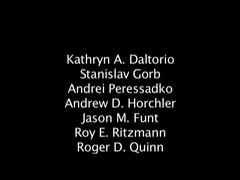 Kathryn A. Daltorio
Stanislav Gorb
Andrei Peressadko
Andrew D. Horchler
Jason M. Funt
Roy E. Ritzmann
Roger D. Quinn